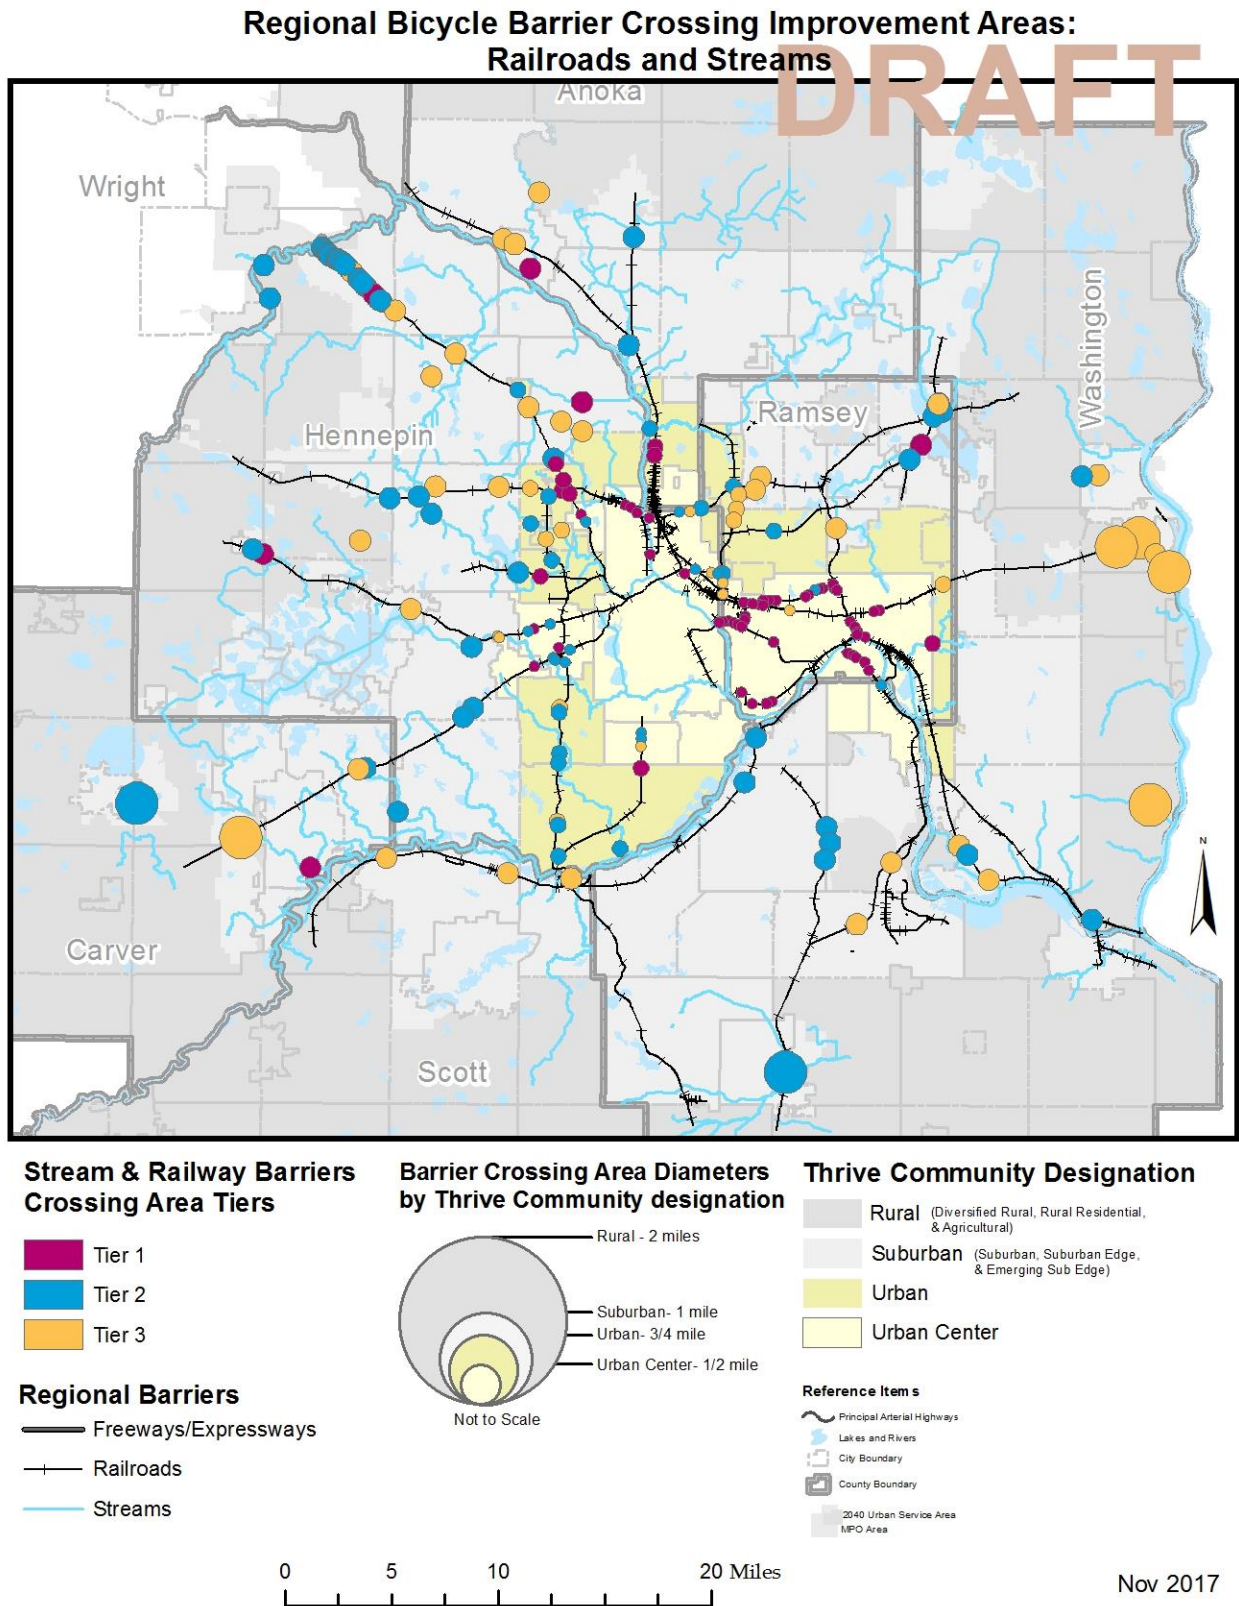 Regional Bicycle Barrier Crossing Improvement Areas:
Railroads and Streams
DRAFT
Anoka
Wright
Washington
Ramsey
Hennepin
Carver
Scott
N
Stream & Railway Barriers
Crossing Area Tiers
Tier 1
Tier 2
Tier 3
Regional Barriers
Freeways/Expressways
Railroads
Streams
Barrier Crossing Area Diameters
by Thrive Community designation
Rural - 2 miles
Suburban- 1 mile
Urban- 3/4 mile
Urban Center- 1/2 mile
Not to Scale
Thrive Community Designation
Rural (Diversified Rural, Rural Residential,
& Agricultural)
Suburban (Suburban, Suburban Edge,
& Emerging Sub Edge)
Urban
Urban Center
Reference Items
Principal Arterial Highways
Lakes and Rivers
City Boundary
County Boundary
2040 Urban Service Area
MPO Area
0 5 10 20 Miles
Nov 2017